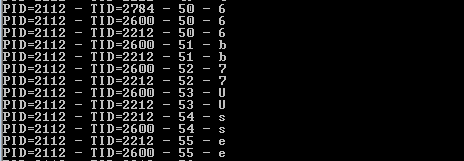 PID=2112 - TID=2784 - 50 - 6
PID=2112 - TID=2600 - 50 - 6
PID=2112 - TID=2212 - 50 - 6
PID=2112 - TID=2600 - 51 - b
PID=2112 - TID=2212 - 51 - b
PID=2112 - TID=2600 - 52 - 7
PID=2112 - TID=2212 - 52 - 7
PID=2112 - TID=2600 - 53 - U
PID=2112 - TID=2212 - 53 - U
PID=2112 - TID=2212 - 54 - s
PID=2112 - TID=2600 - 54 - s
PID=2112 - TID=2212 - 55 - e
PID=2112 - TID=2600 - 55 - e